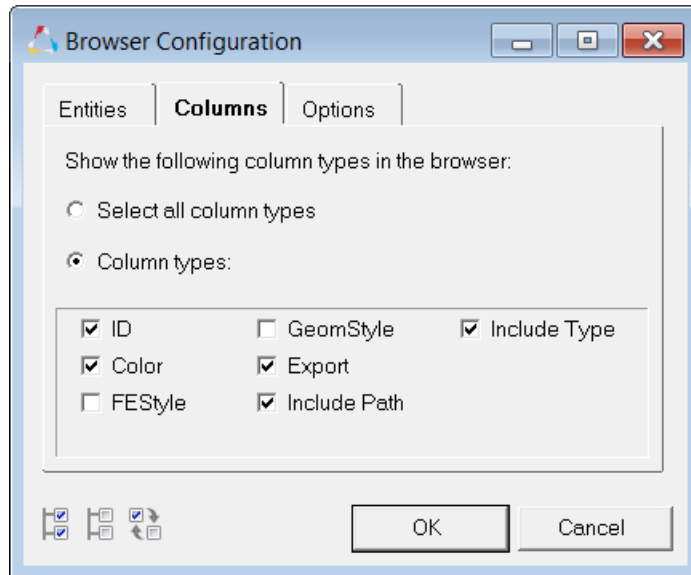 Browser Configuration
Entities Columns Options
Show the following column types in the browser:
Select all column types
Column types:
ID GeomStyle Include Type
Color Export
FEStyle Include Path
OK Cancel